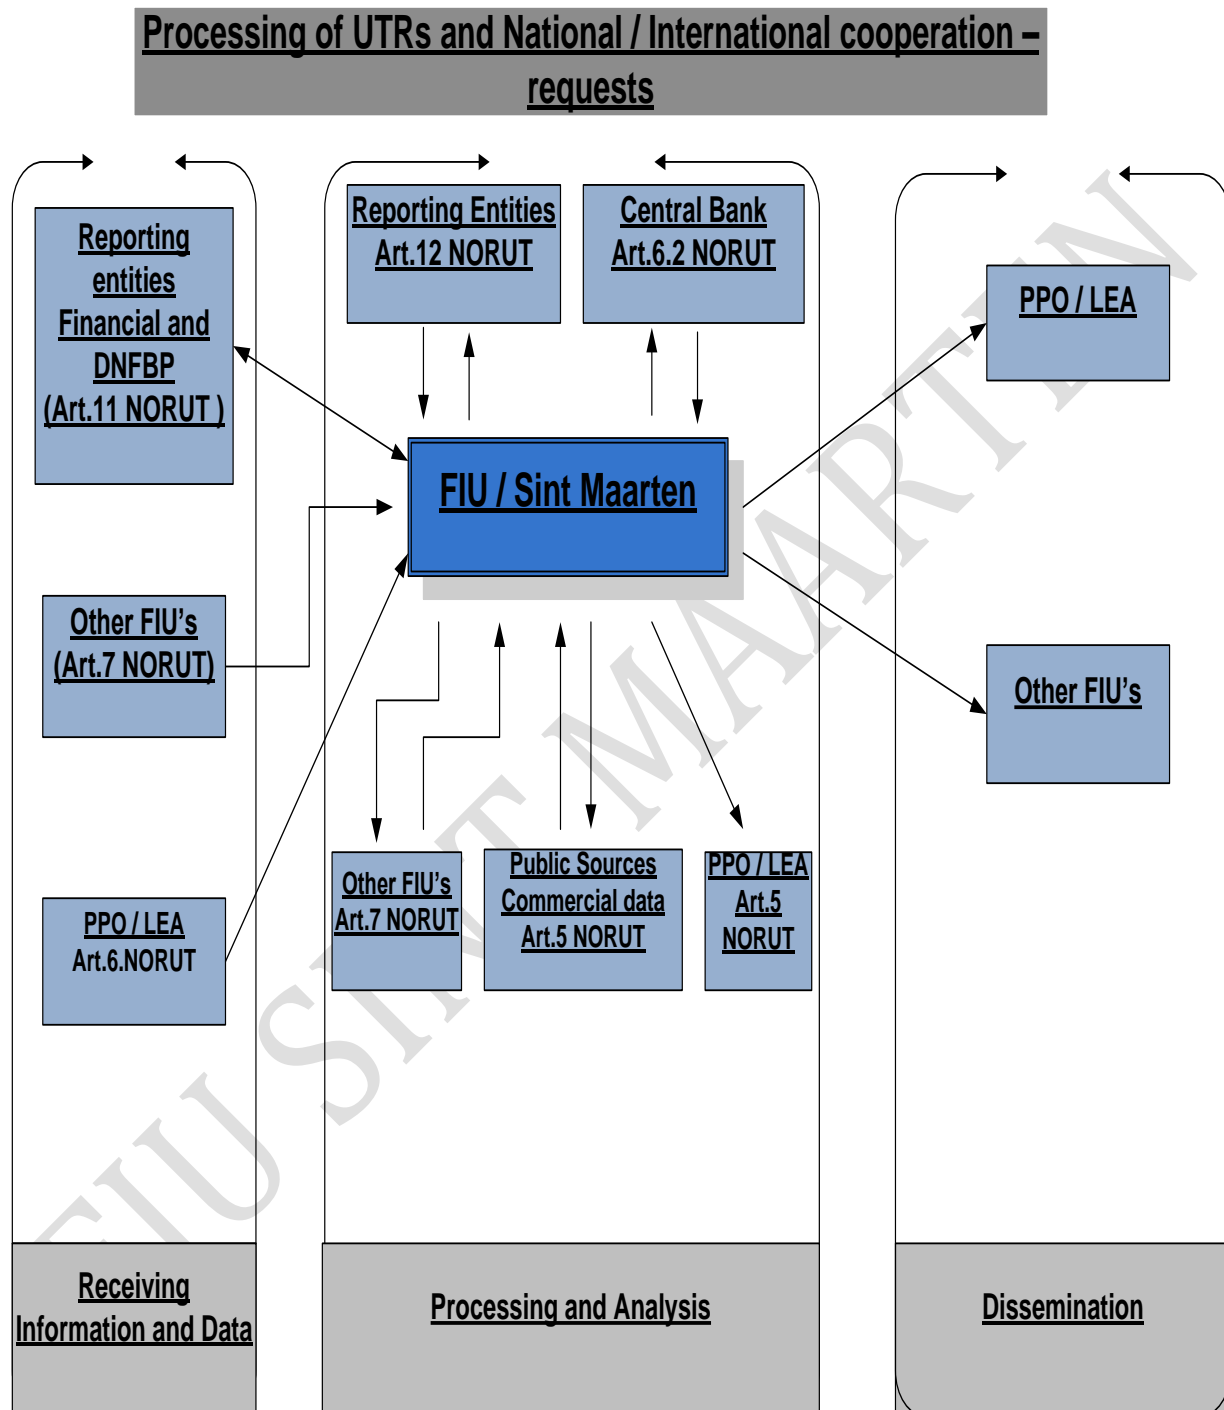 Processing of UTRs and National / International cooperation –
requests
Reporting
entities
Financial and
DNFBP
(Art.11 NORUT )
Other FIU’s
(Art.7 NORUT)
PPO / LEA
Art.6.NORUT
Receiving
Information and Data
Reporting Entities
Art.12 NORUT
Central Bank
Art.6.2 NORUT
FIU / Sint Maarten
Other FIU’s
Art.7 NORUT
Public Sources
Commercial data
Art.5 NORUT
PPO / LEA
Art.5
NORUT
Processing and Analysis
PPO / LEA
Other FIU’s
Dissemination
FIU SINT MAARTEN